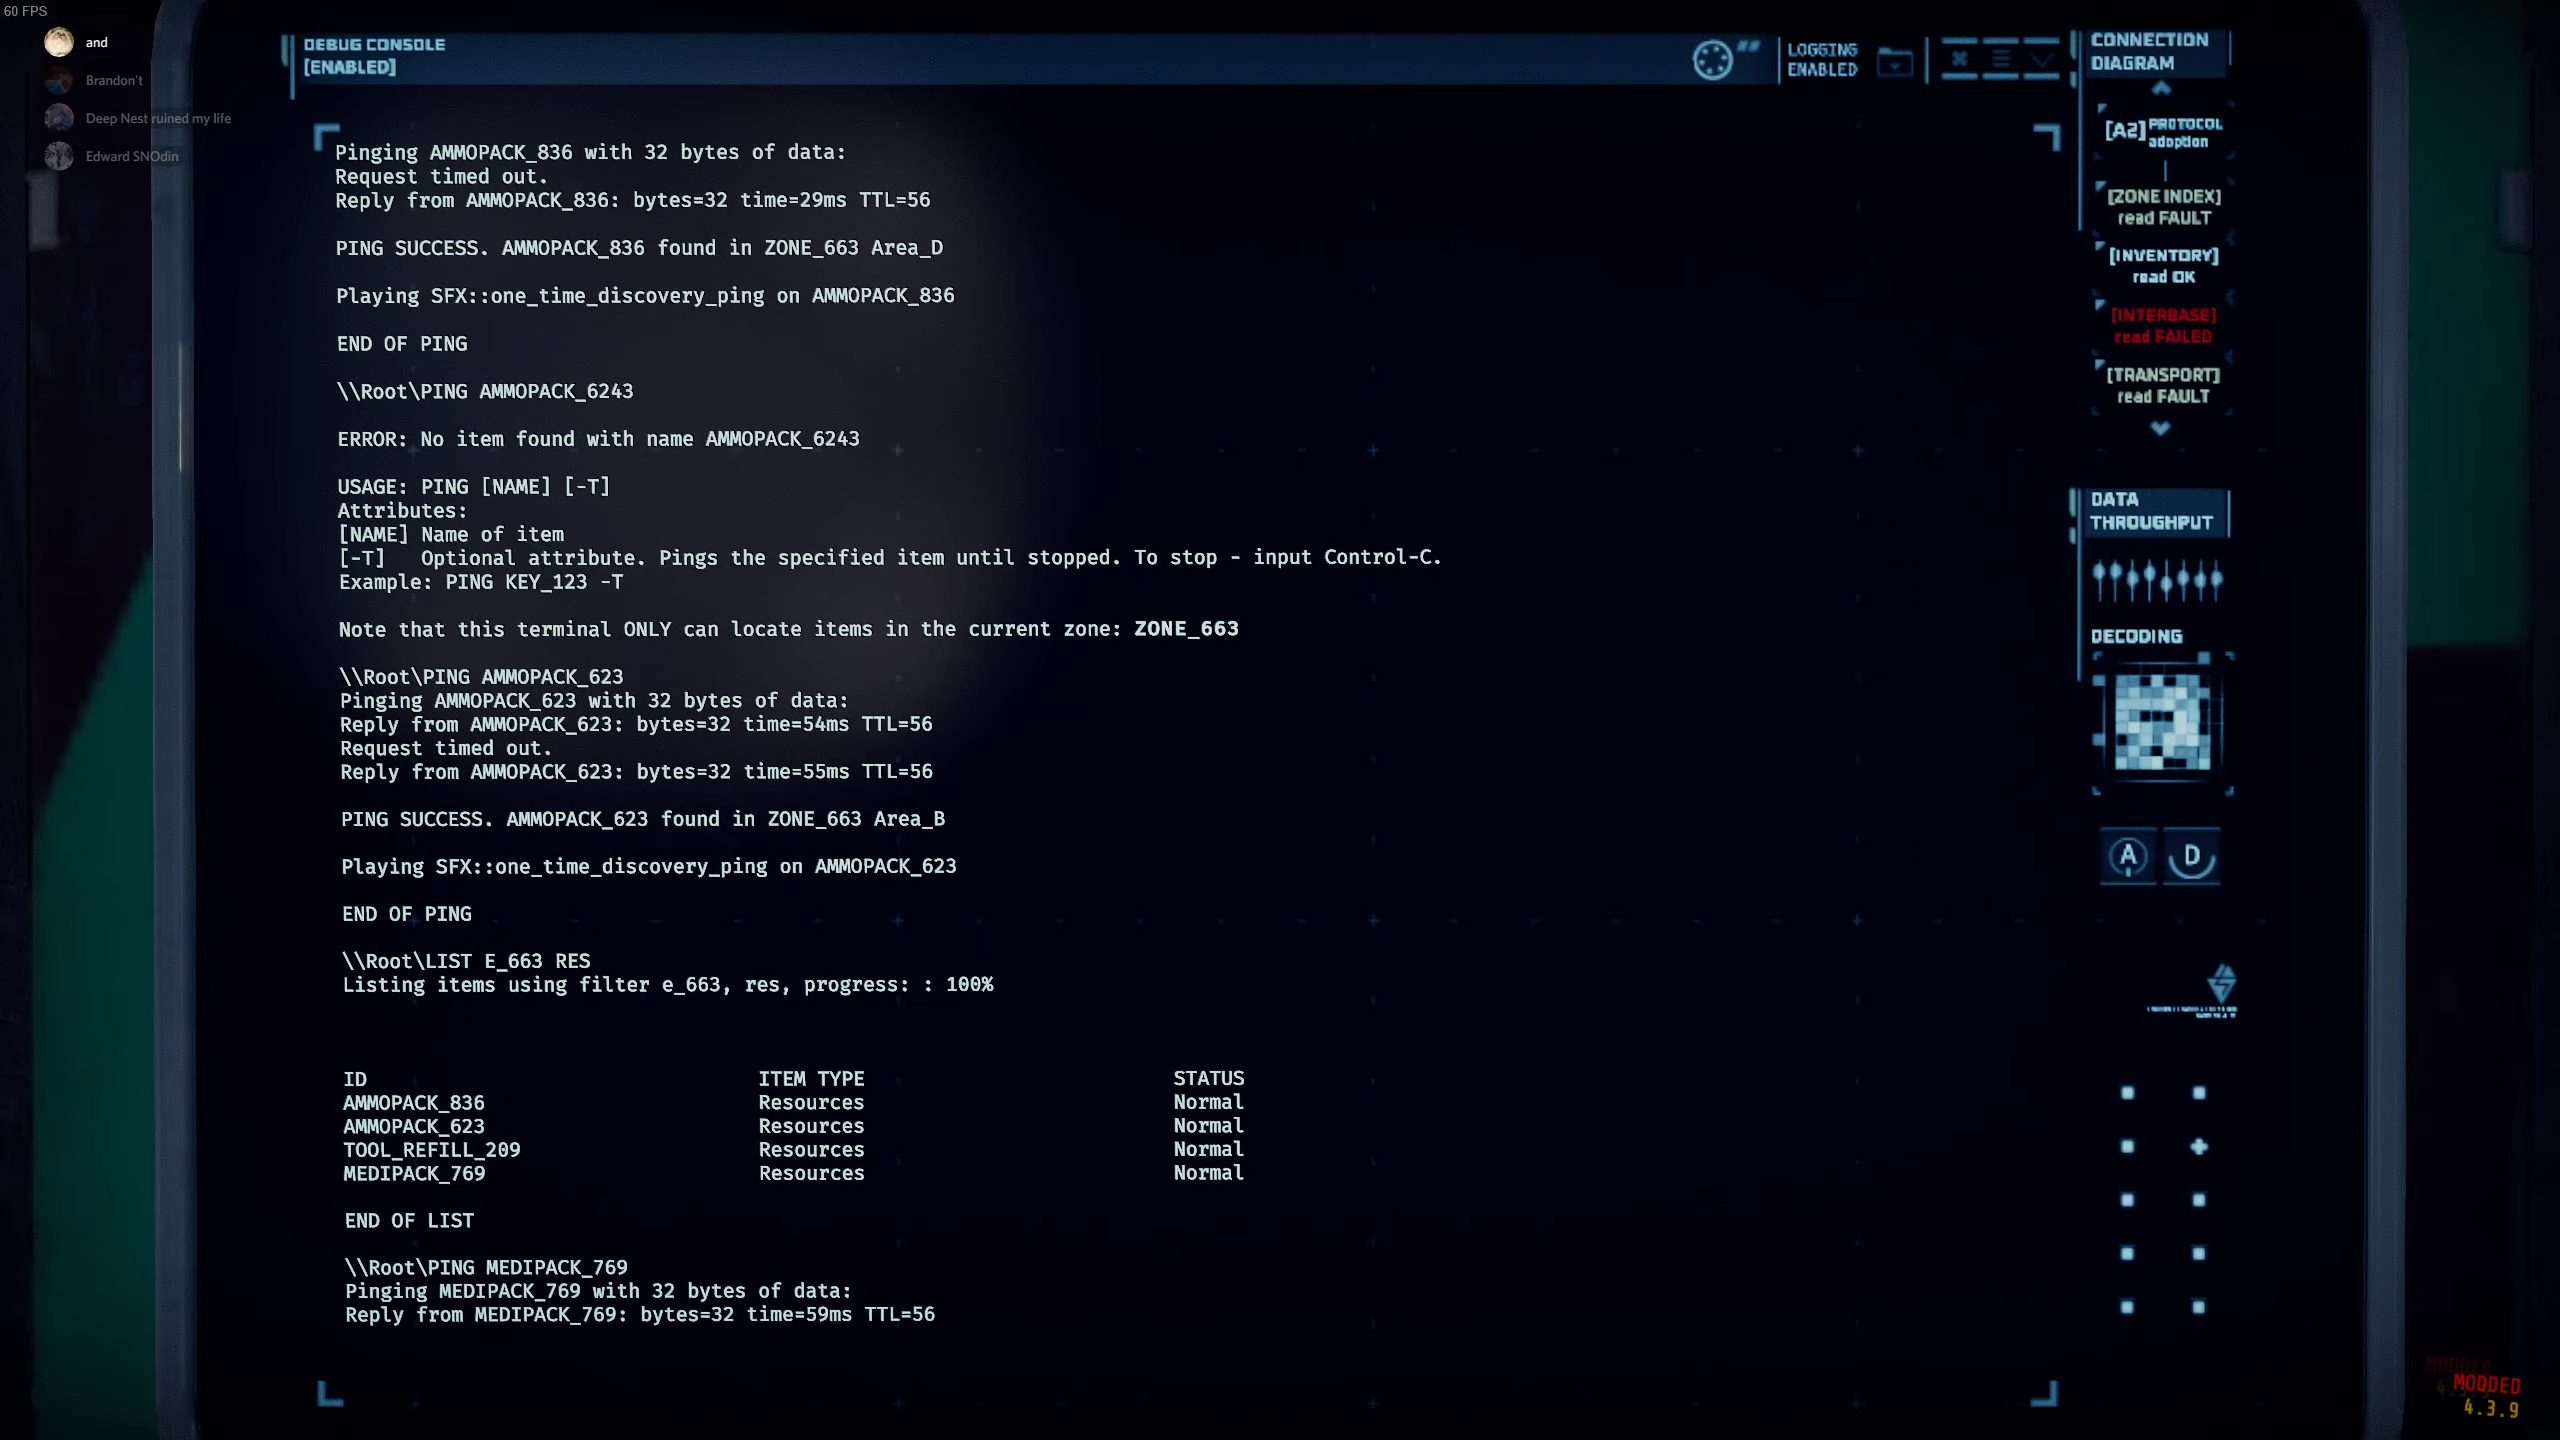 60 FPS
and
Brandon't
Deep Nest ruined my life
Edward SNOdin
DEBUG CONSOLE
[ENABLED]
LOGGING
ENABLED
Pinging AMMOPACK_836 with 32 bytes of data:
Request timed out.
Reply from AMMOPACK_836: bytes=32 time=29ms TTL=56
PING SUCCESS. AMMOPACK_836 found in ZONE_663 Area_D
Playing SFX::one_time_discovery_ping on AMMOPACK_836
END OF PING
\\Root\PING AMMOPACK_6243
ERROR: No item found with name AMMOPACK_6243
USAGE: PING [NAME] [-T]
Attributes:
[NAME] Name of item
[-T]   Optional attribute. Pings the specified item until stopped. To stop - input Control-C.
Example: PING KEY_123 -T
Note that this terminal ONLY can locate items in the current zone: ZONE_663
\\Root\PING AMMOPACK_623
Pinging AMMOPACK_623 with 32 bytes of data:
Reply from AMMOPACK_623: bytes=32 time=54ms TTL=56
Request timed out.
Reply from AMMOPACK_623: bytes=32 time=55ms TTL=56
PING SUCCESS. AMMOPACK_623 found in ZONE_663 Area_B
Playing SFX::one_time_discovery_ping on AMMOPACK_623
END OF PING
\\Root\LIST E_663 RES
Listing items using filter e_663, res, progress: : 100%
ID ITEM TYPE STATUS
AMMOPACK_836 Resources Normal
AMMOPACK_623 Resources Normal
TOOL_REFILL_209 Resources Normal
MEDIPACK_769 Resources Normal
END OF LIST
\\Root\PING MEDIPACK_769
Pinging MEDIPACK_769 with 32 bytes of data:
Reply from MEDIPACK_769: bytes=32 time=59ms TTL=56
CONNECTION
DIAGRAM
[A2] PROTOCOL
adoption
[ZONE INDEX]
read FAULT
[INVENTORY]
read OK
[INTERBASE]
read FAILED
[TRANSPORT]
read FAULT
DATA
THROUGHPUT
DECODING
A D
MODDED
4.3.9